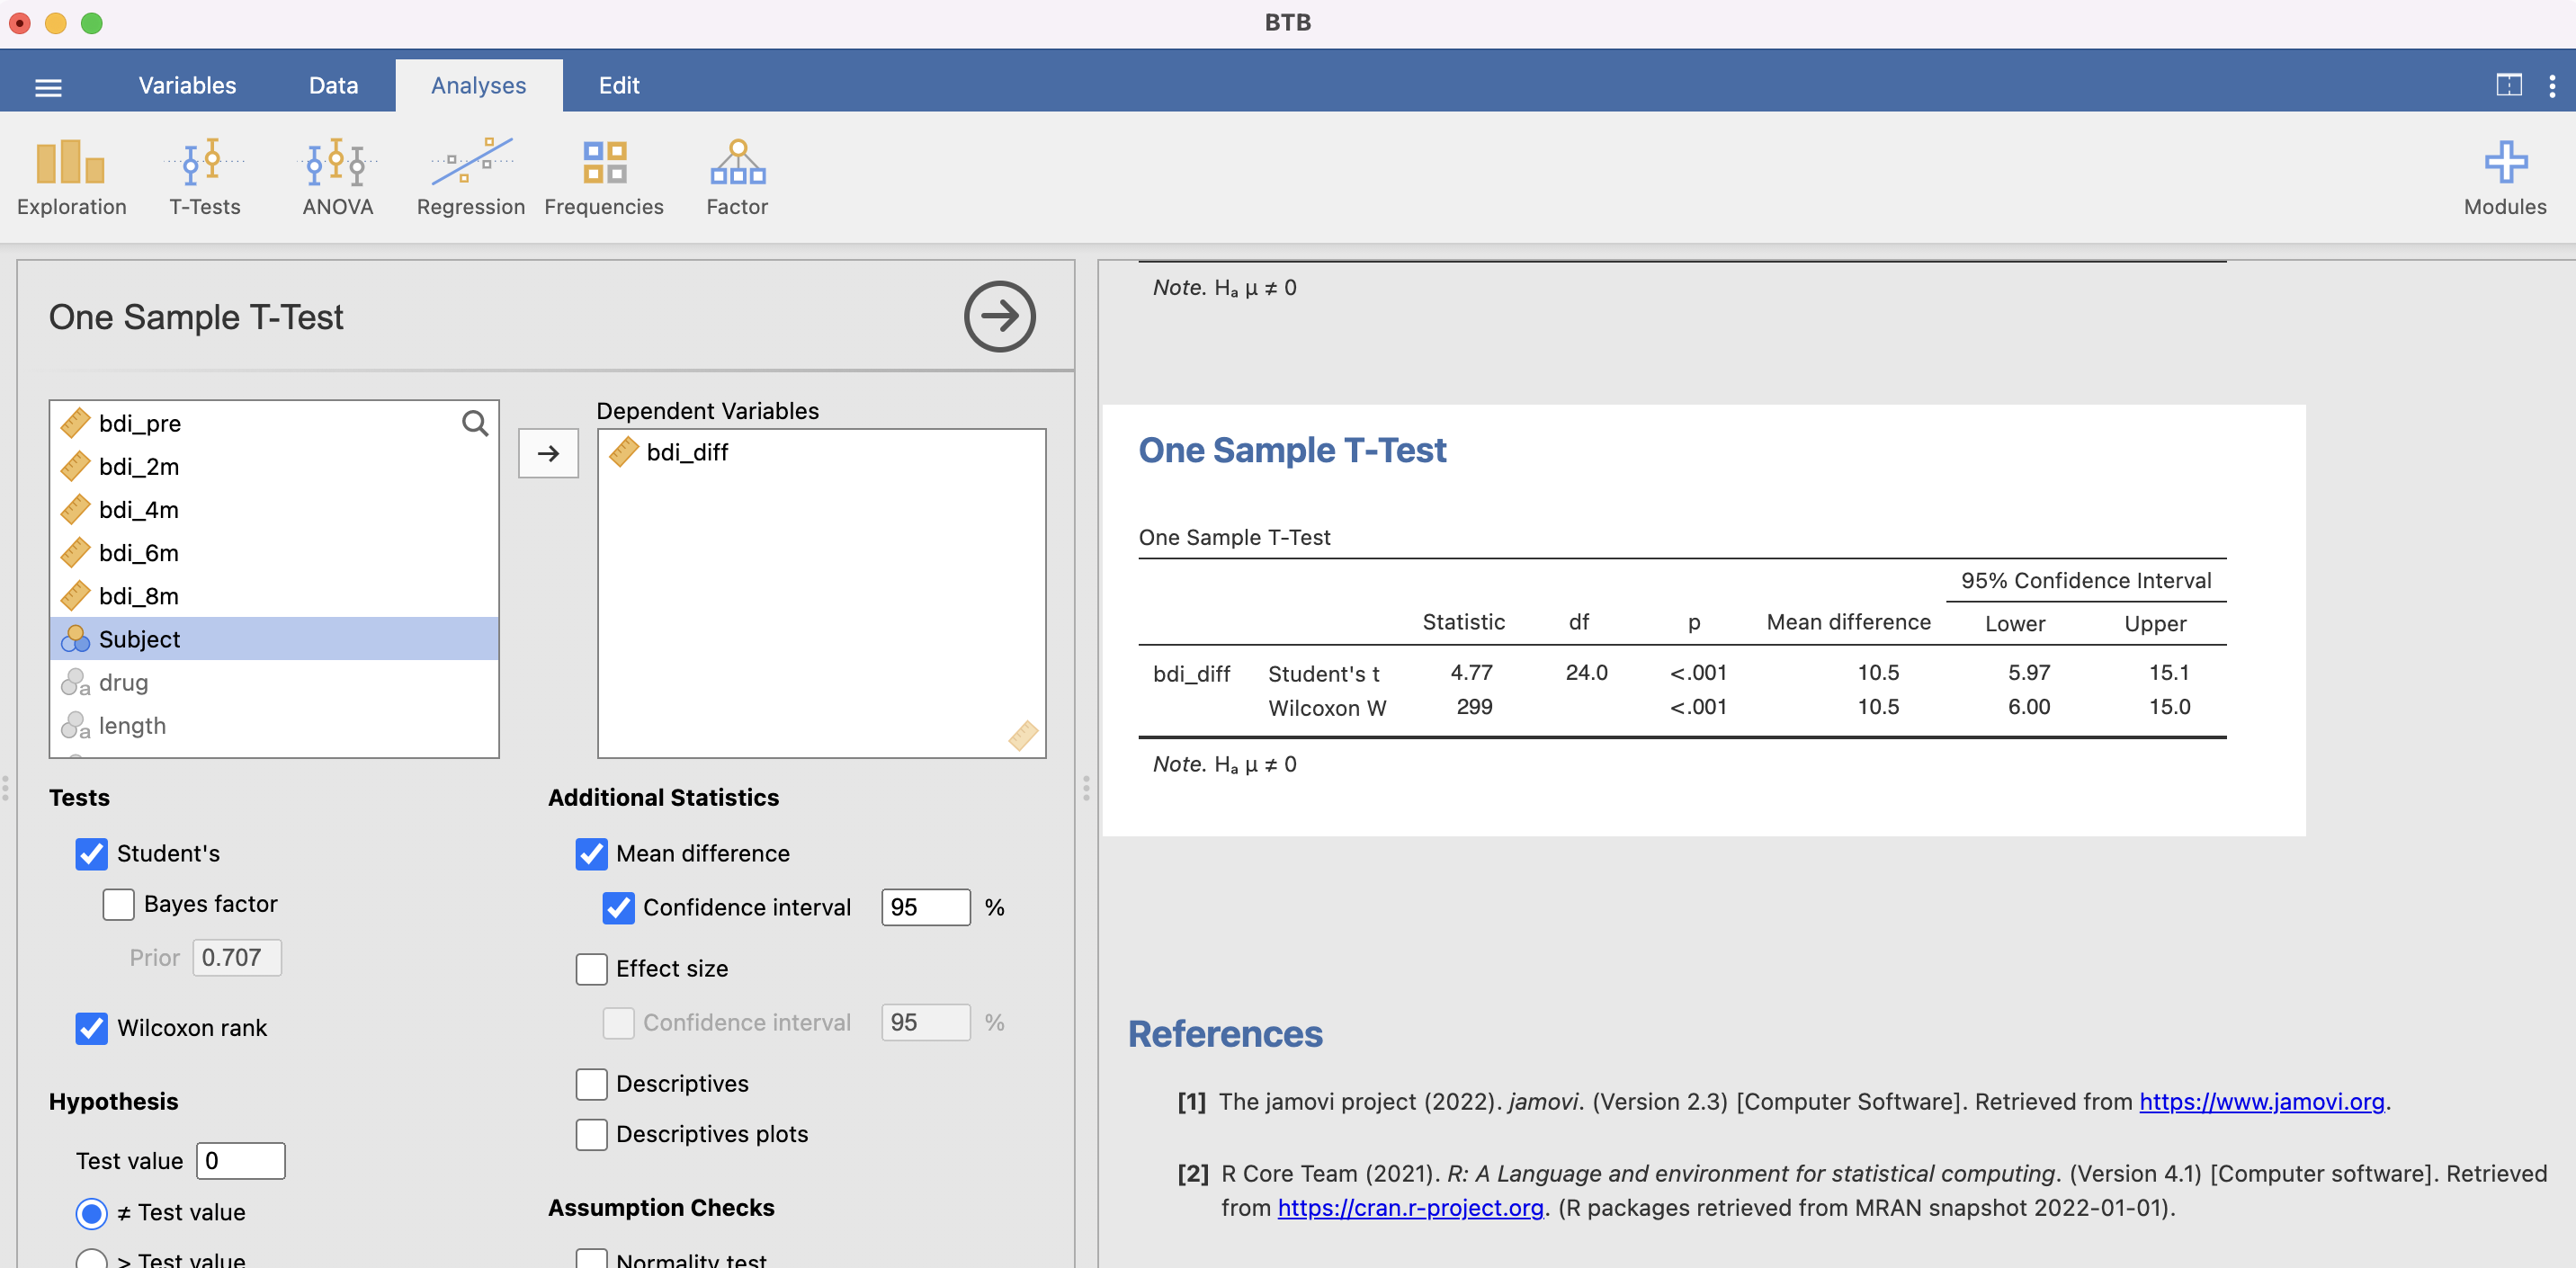 BTB
Variables Data Analyses Edit
Exploration T-Tests ANOVA Regression Frequencies Factor Modules
One Sample T-Test
bdi_pre
bdi_2m
bdi_4m
bdi_6m
bdi_8m
Subject
a drug
a length
Dependent Variables
bdi_diff
Tests
Student's
Bayes factor
Prior 0.707
Wilcoxon rank
Hypothesis
Test value 0
≠ Test value
> Test value
Additional Statistics
Mean difference
Confidence interval 95 %
Effect size
Confidence interval 95 %
Descriptives
Descriptives plots
Assumption Checks
Normality test
Note. Hₐ μ ≠ 0
One Sample T-Test
One Sample T-Test
95% Confidence Interval
Statistic df p Mean difference Lower Upper
bdi_diff Student's t 4.77 24.0 <.001 10.5 5.97 15.1
Wilcoxon W 299 <.001 10.5 6.00 15.0
Note. Hₐ μ ≠ 0
References
[1] The jamovi project (2022). jamovi. (Version 2.3) [Computer Software]. Retrieved from https://www.jamovi.org.
[2] R Core Team (2021). R: A Language and environment for statistical computing. (Version 4.1) [Computer software]. Retrieved
from https://cran.r-project.org. (R packages retrieved from MRAN snapshot 2022-01-01).